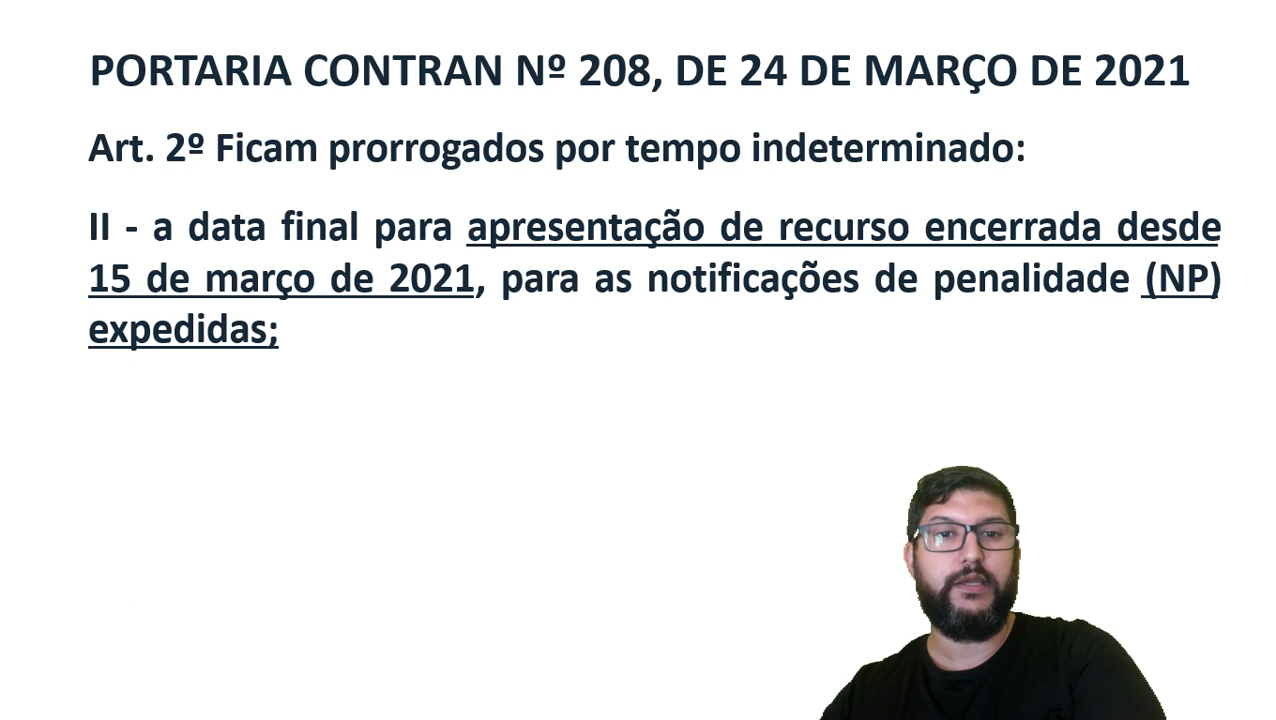 PORTARIA CONTRAN Nº 208, DE 24 DE MARÇO DE 2021
Art. 2º Ficam prorrogados por tempo indeterminado:
II - a data final para apresentação de recurso encerrada desde
15 de março de 2021, para as notificações de penalidade (NP)
expedidas;